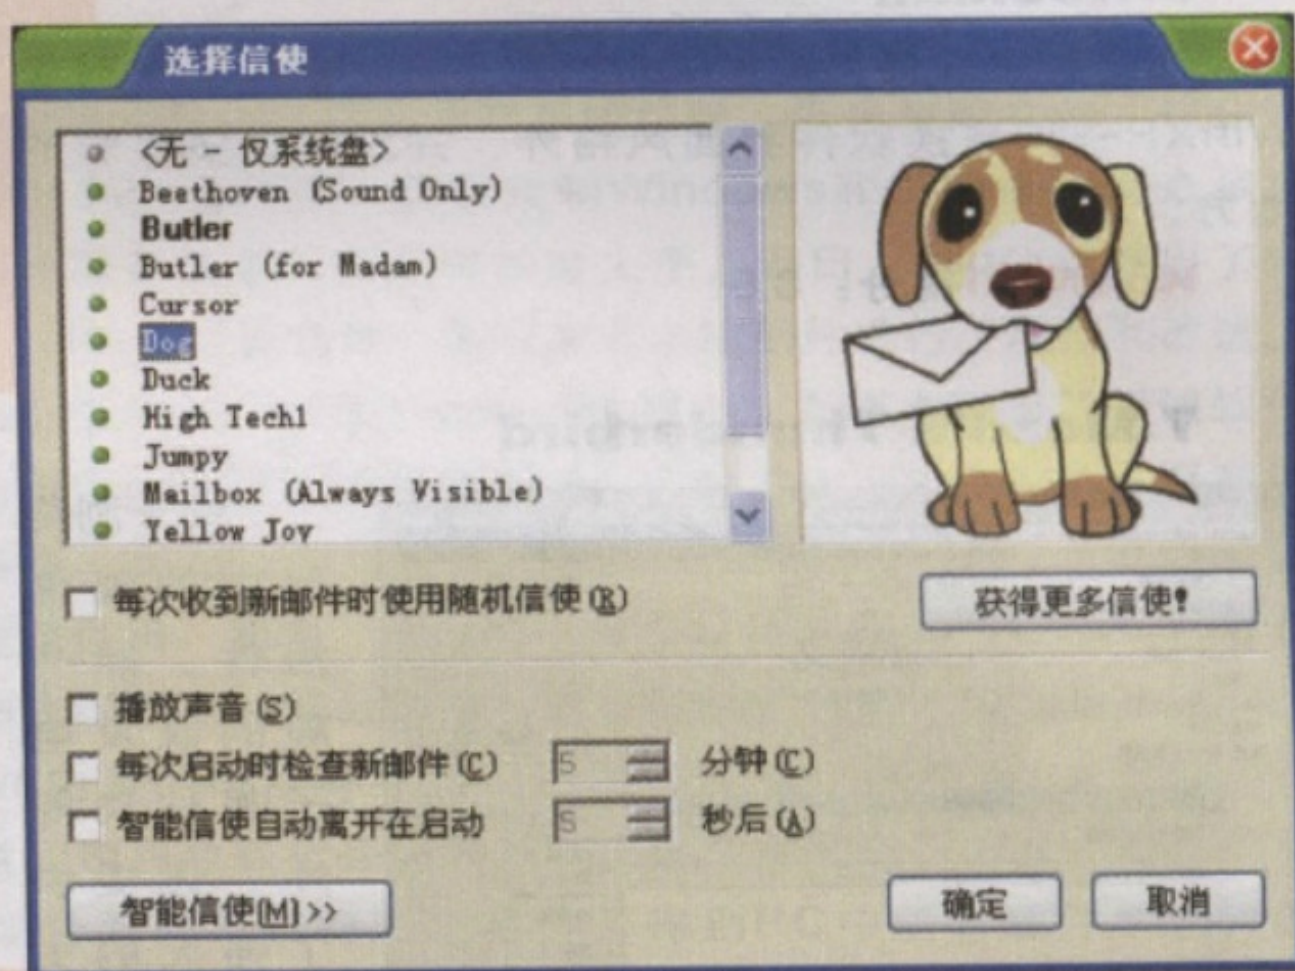 选择信使
<无 - 仅系统盘>
Beethoven (Sound Only)
Butler
Butler (for Madam)
Cursor
Dog
Duck
High Tech1
Jumpy
Mailbox (Always Visible)
Yellow Joy
每次收到新邮件时使用随机信使(R)
获得更多信使!
播放声音(S)
每次启动时检查新邮件(C) 5 分钟(C)
智能信使自动离开在启动 5 秒后(A)
智能信使(M)>>
确定
取消